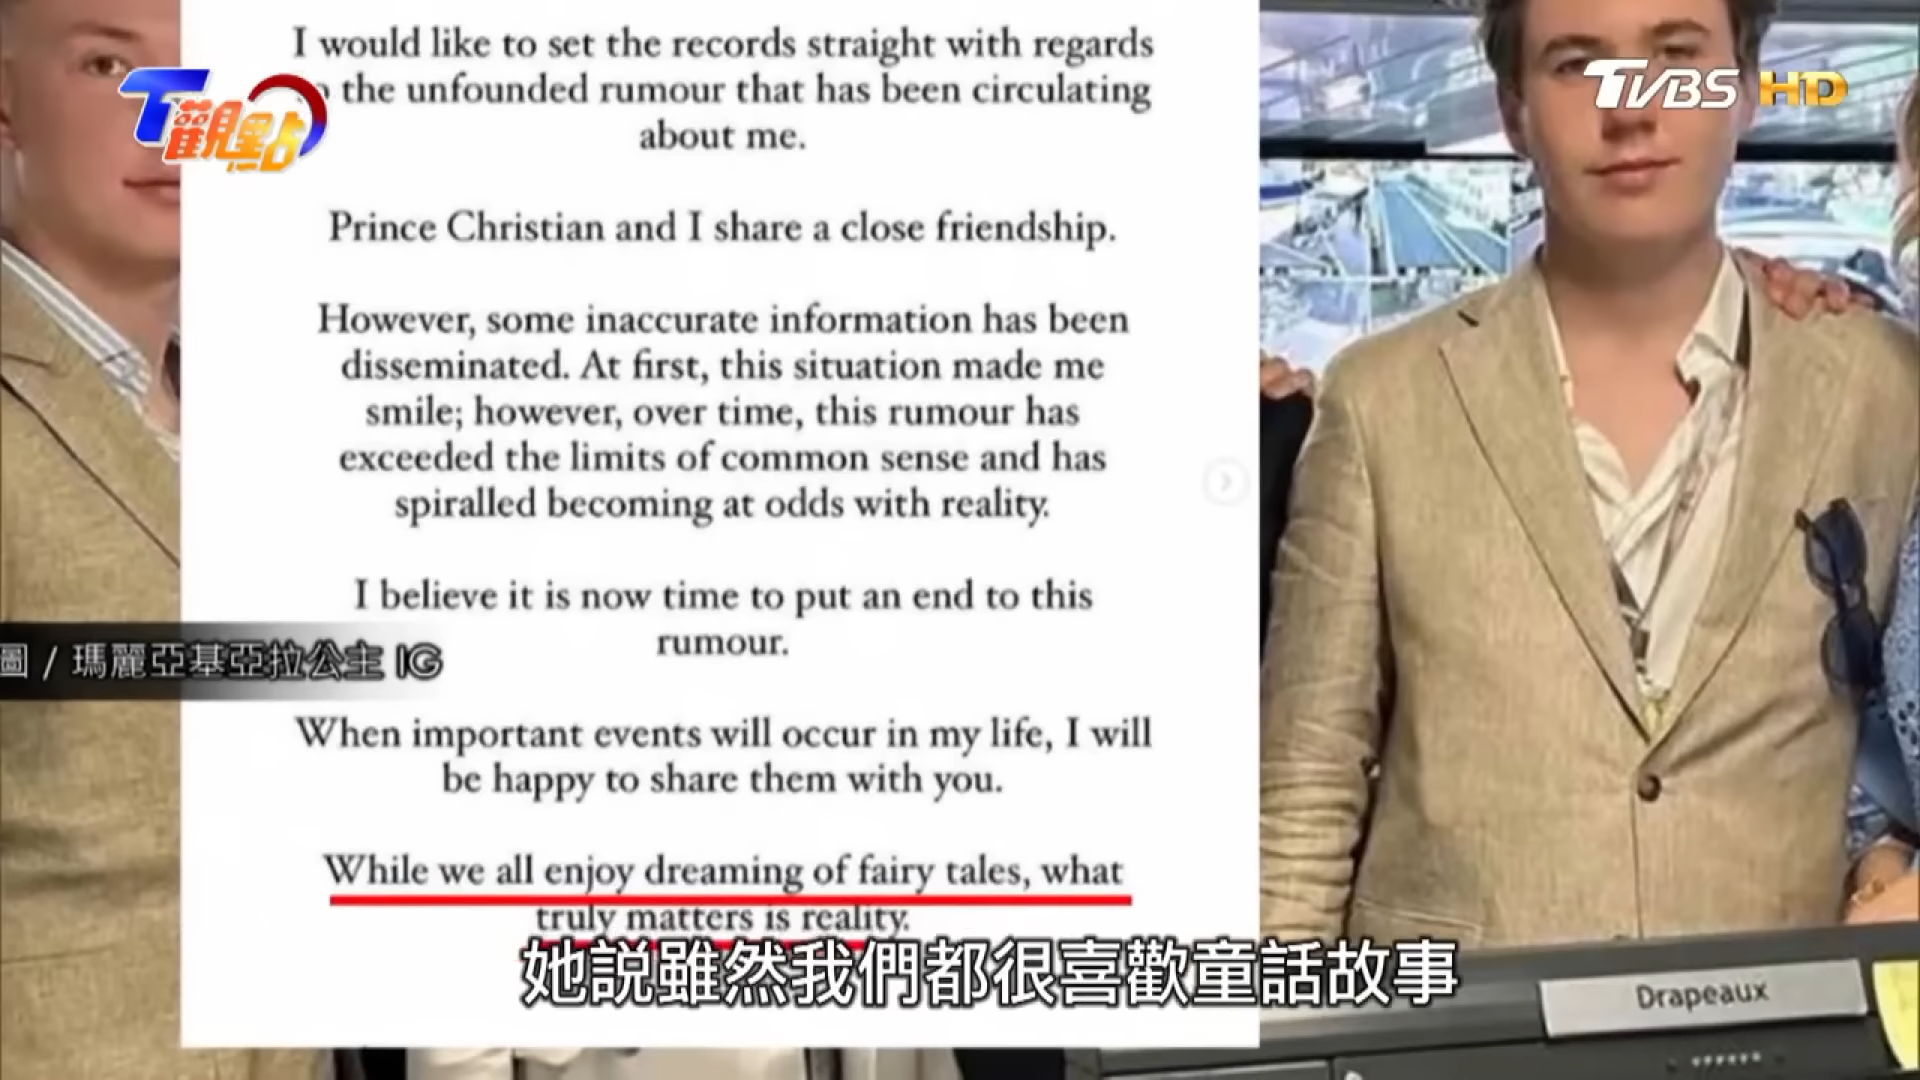 I would like to set the records straight with regards
the unfounded rumour that has been circulating
about me.
T觀點
TVBS HD
Prince Christian and I share a close friendship.
However, some inaccurate information has been
disseminated. At first, this situation made me
smile; however, over time, this rumour has
exceeded the limits of common sense and has
spiralled becoming at odds with reality.
I believe it is now time to put an end to this
rumour.
圖 / 瑪麗亞基亞拉公主 IG
When important events will occur in my life, I will
be happy to share them with you.
While we all enjoy dreaming of fairy tales, what
truly matters is reality.
她說雖然我們都很喜歡童話故事
Drapeaux